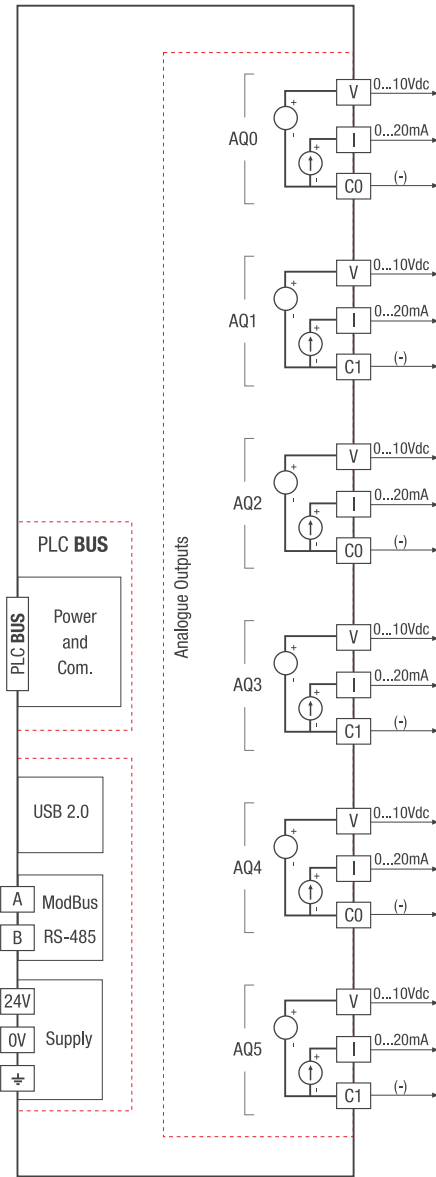 AQ0
V
0...10Vdc
+
-
I
0...20mA
+
-
C0
(-)
AQ1
V
0...10Vdc
+
-
I
0...20mA
+
-
C1
(-)
AQ2
V
0...10Vdc
+
-
I
0...20mA
+
-
C0
(-)
AQ3
V
0...10Vdc
+
-
I
0...20mA
+
-
C1
(-)
AQ4
V
0...10Vdc
+
-
I
0...20mA
+
-
C0
(-)
AQ5
V
0...10Vdc
+
-
I
0...20mA
+
-
C1
(-)
Analogue Outputs
PLC BUS
PLC BUS
Power
and
Com.
USB 2.0
A
B
ModBus
RS-485
24V
0V
Supply